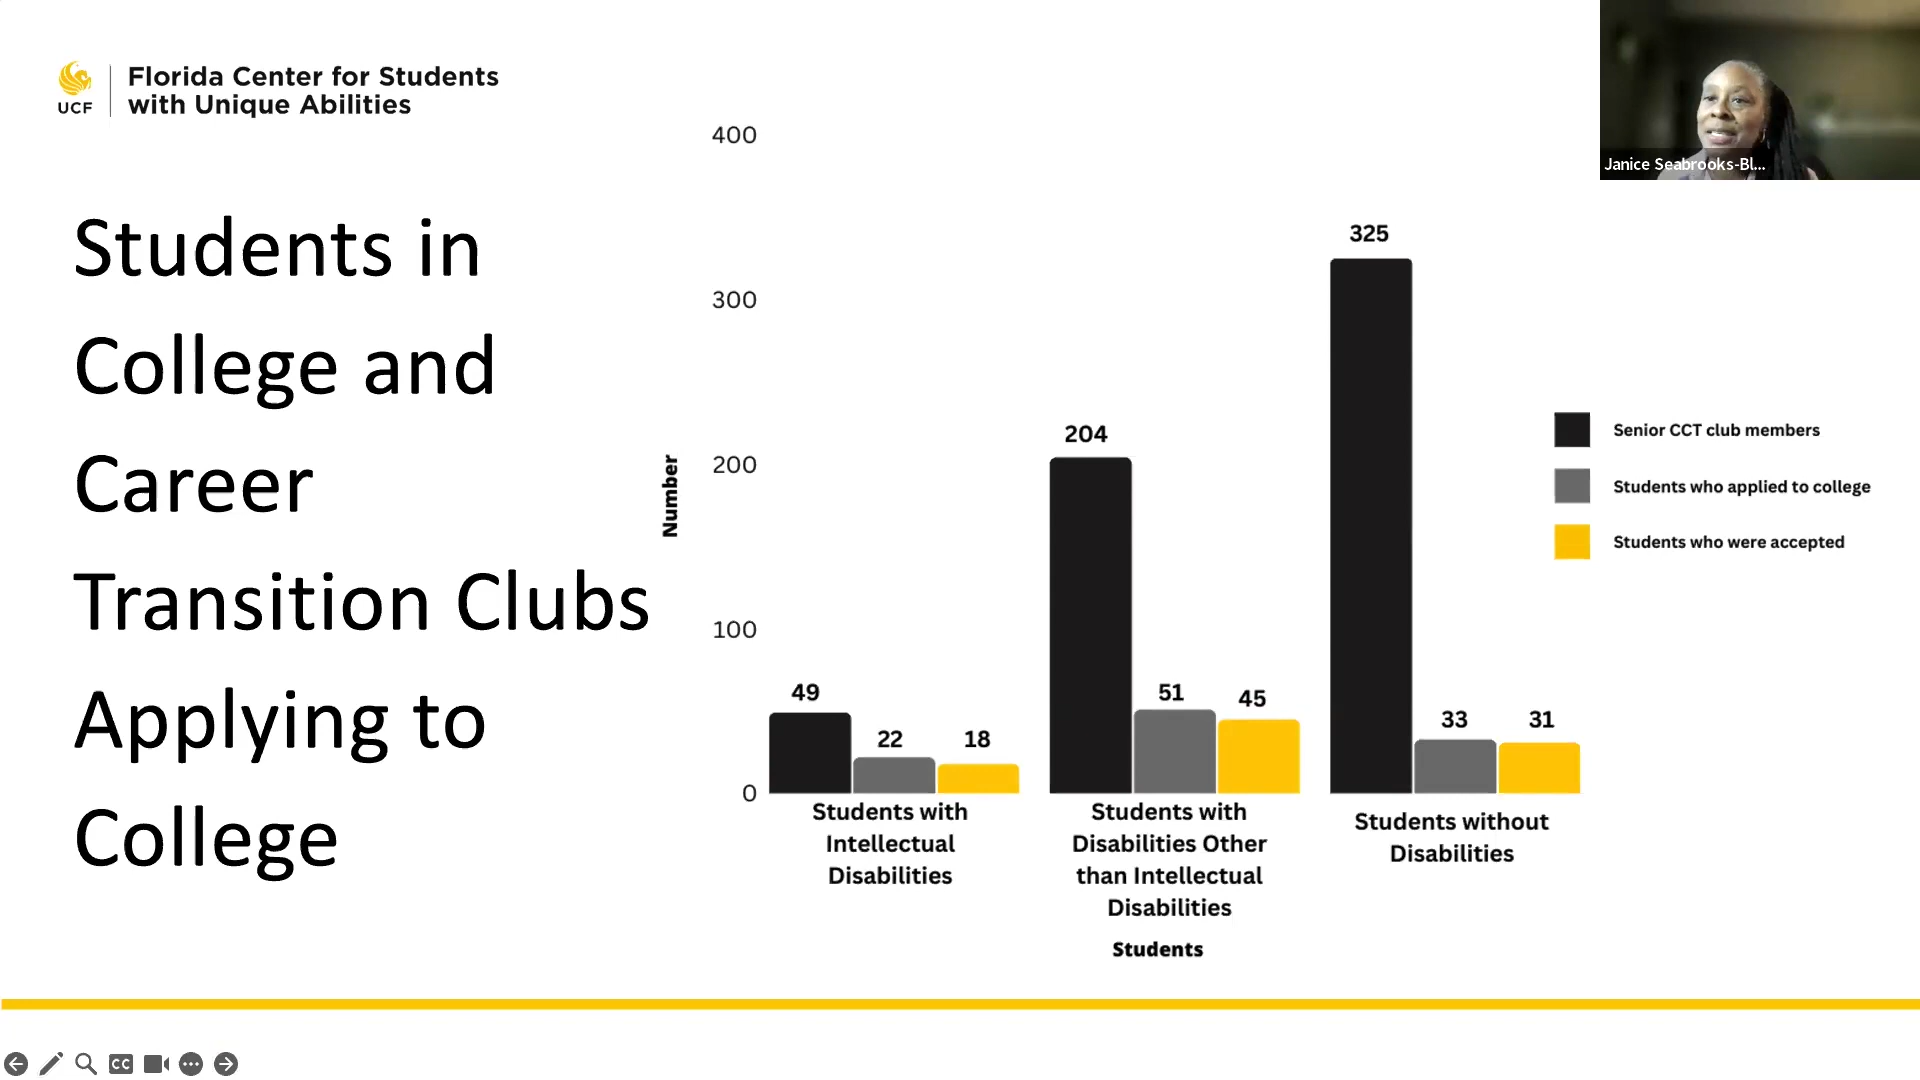 UCF
Florida Center for Students
with Unique Abilities
Janice Seabrooks-Bl...
Students in
College and
Career
Transition Clubs
Applying to
College
Number
400
300
200
100
0
49
22
18
204
51
45
325
33
31
Students with
Intellectual
Disabilities
Students with
Disabilities Other
than Intellectual
Disabilities
Students without
Disabilities
Students
Senior CCT club members
Students who applied to college
Students who were accepted
CC